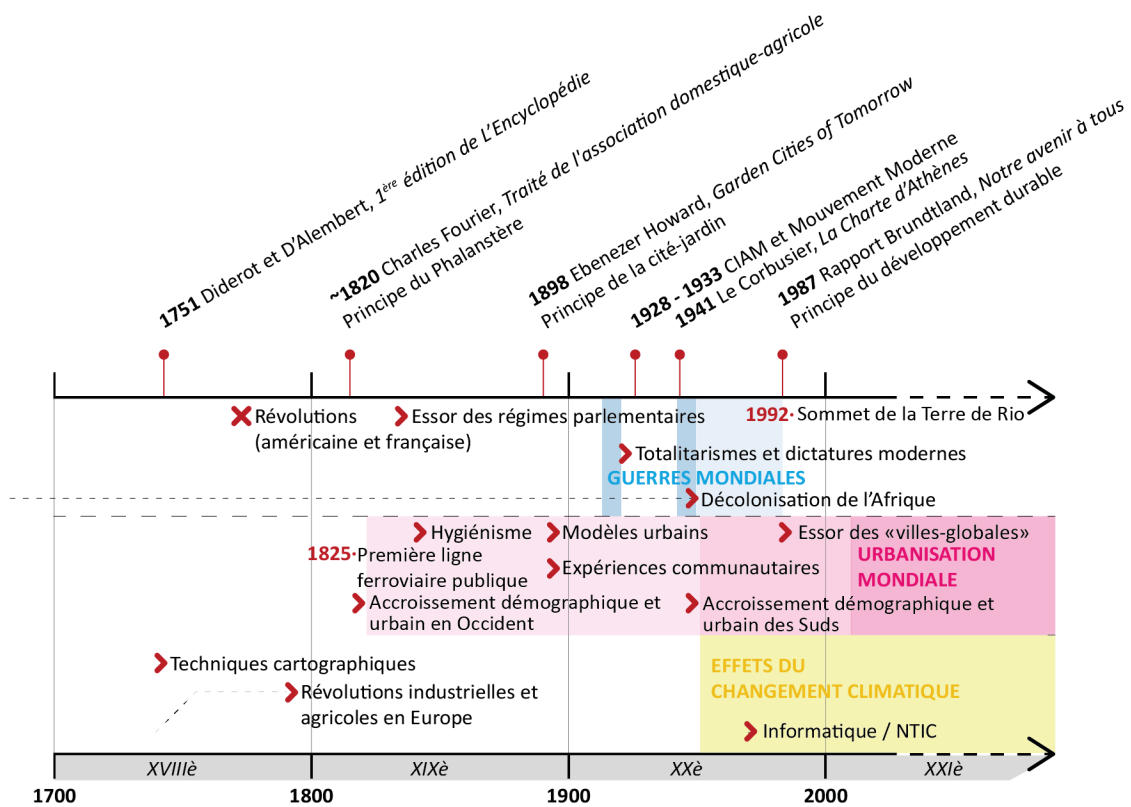 1751 Diderot et D'Alembert, 1ère édition de L'Encyclopédie
~1820 Charles Fourier, Traité de l'association domestique-agricole
Principe du Phalanstère
1898 Ebenezer Howard, Garden Cities of Tomorrow
Principe de la cité-jardin
1928 - 1933 CIAM et Mouvement Moderne
1941 Le Corbusier, La Charte d'Athènes
1987 Rapport Brundtland, Notre avenir à tous
Principe du développement durable
Révolutions
(américaine et française)
Essor des régimes parlementaires
1992· Sommet de la Terre de Rio
Totalitarismes et dictatures modernes
GUERRES MONDIALES
Décolonisation de l'Afrique
Hygiénisme
Modèles urbains
Essor des «villes-globales»
1825· Première ligne
ferroviaire publique
Expériences communautaires
URBANISATION
MONDIALE
Accroissement démographique et
urbain en Occident
Accroissement démographique et
urbain des Suds
Techniques cartographiques
Révolutions industrielles et
agricoles en Europe
EFFETS DU
CHANGEMENT CLIMATIQUE
Informatique / NTIC
XVIIIè XIXè XXè XXIè
1700 1800 1900 2000